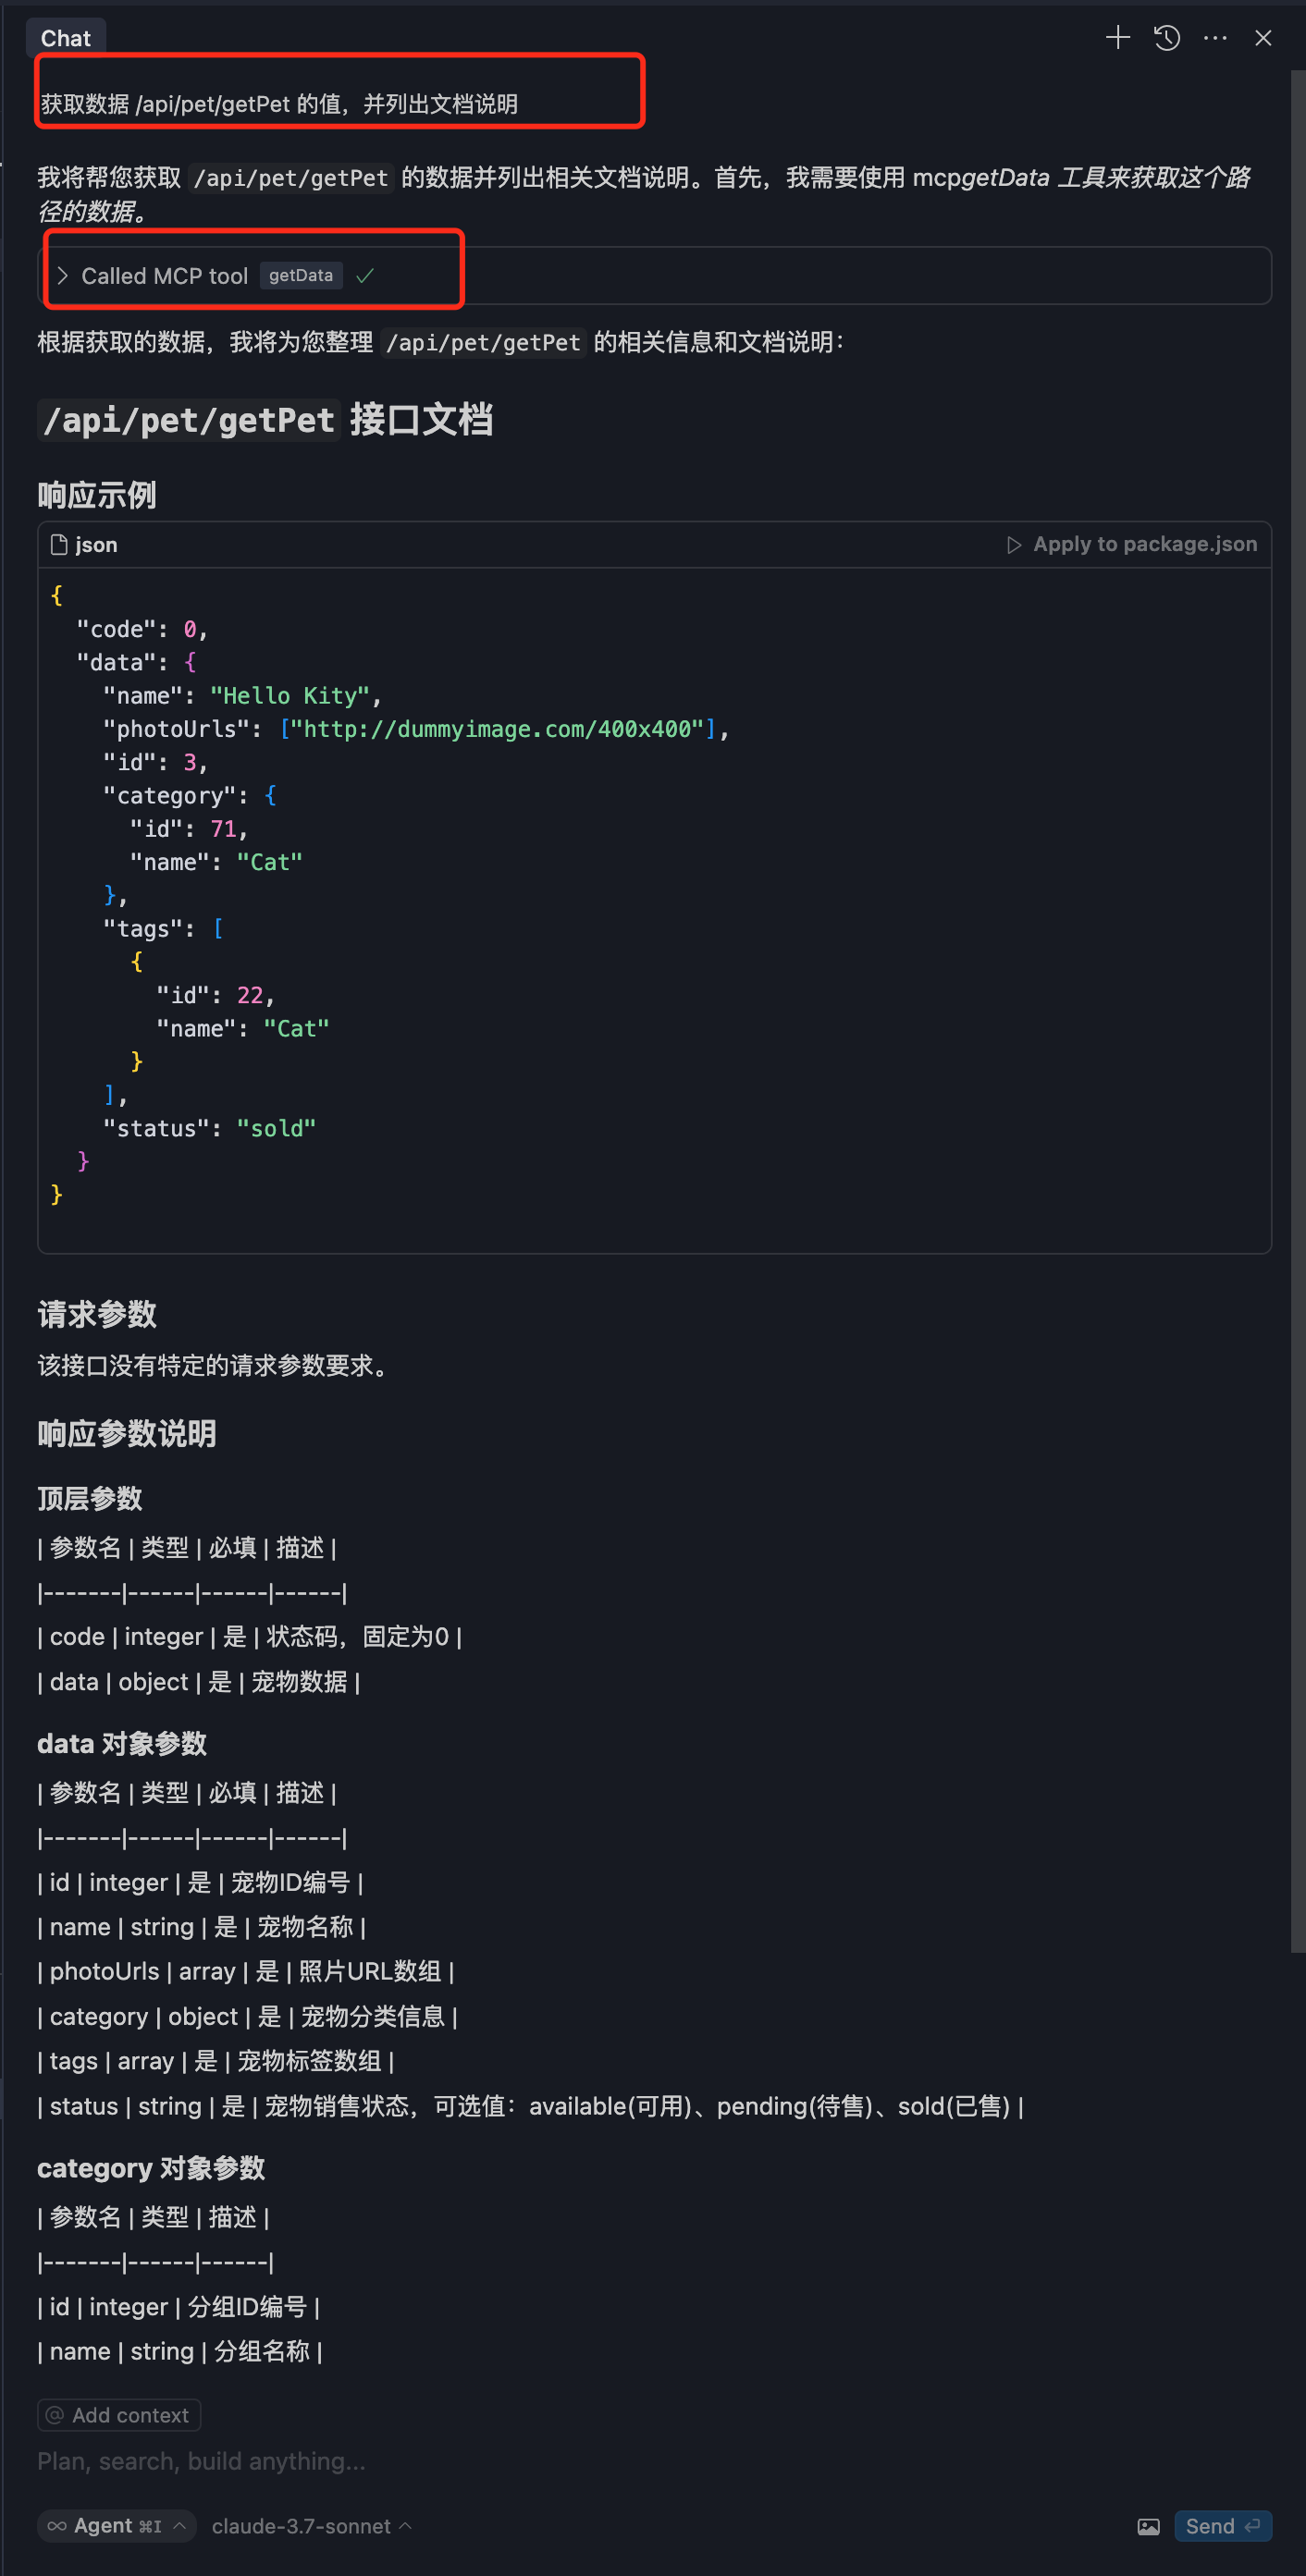 Chat
获取数据 /api/pet/getPet 的值，并列出文档说明
我将帮您获取 /api/pet/getPet 的数据并列出相关文档说明。首先，我需要使用 mcpgetData 工具来获取这个路
径的数据。
Called MCP tool getData
根据获取的数据，我将为您整理 /api/pet/getPet 的相关信息和文档说明：
/api/pet/getPet 接口文档
响应示例
json Apply to package.json
{
"code": 0,
"data": {
"name": "Hello Kity",
"photoUrls": ["http://dummyimage.com/400x400"],
"id": 3,
"category": {
"id": 71,
"name": "Cat"
},
"tags": [
{
"id": 22,
"name": "Cat"
}
],
"status": "sold"
}
}
请求参数
该接口没有特定的请求参数要求。
响应参数说明
顶层参数
| 参数名 | 类型 | 必填 | 描述 |
|-------|------|------|------|
| code | integer | 是 | 状态码，固定为0 |
| data | object | 是 | 宠物数据 |
data 对象参数
| 参数名 | 类型 | 必填 | 描述 |
|-------|------|------|------|
| id | integer | 是 | 宠物ID编号 |
| name | string | 是 | 宠物名称 |
| photoUrls | array | 是 | 照片URL数组 |
| category | object | 是 | 宠物分类信息 |
| tags | array | 是 | 宠物标签数组 |
| status | string | 是 | 宠物销售状态，可选值：available(可用)、pending(待售)、sold(已售) |
category 对象参数
| 参数名 | 类型 | 描述 |
|-------|------|------|
| id | integer | 分组ID编号 |
| name | string | 分组名称 |
@ Add context
Plan, search, build anything...
∞ Agent ⌘I claude-3.7-sonnet Send